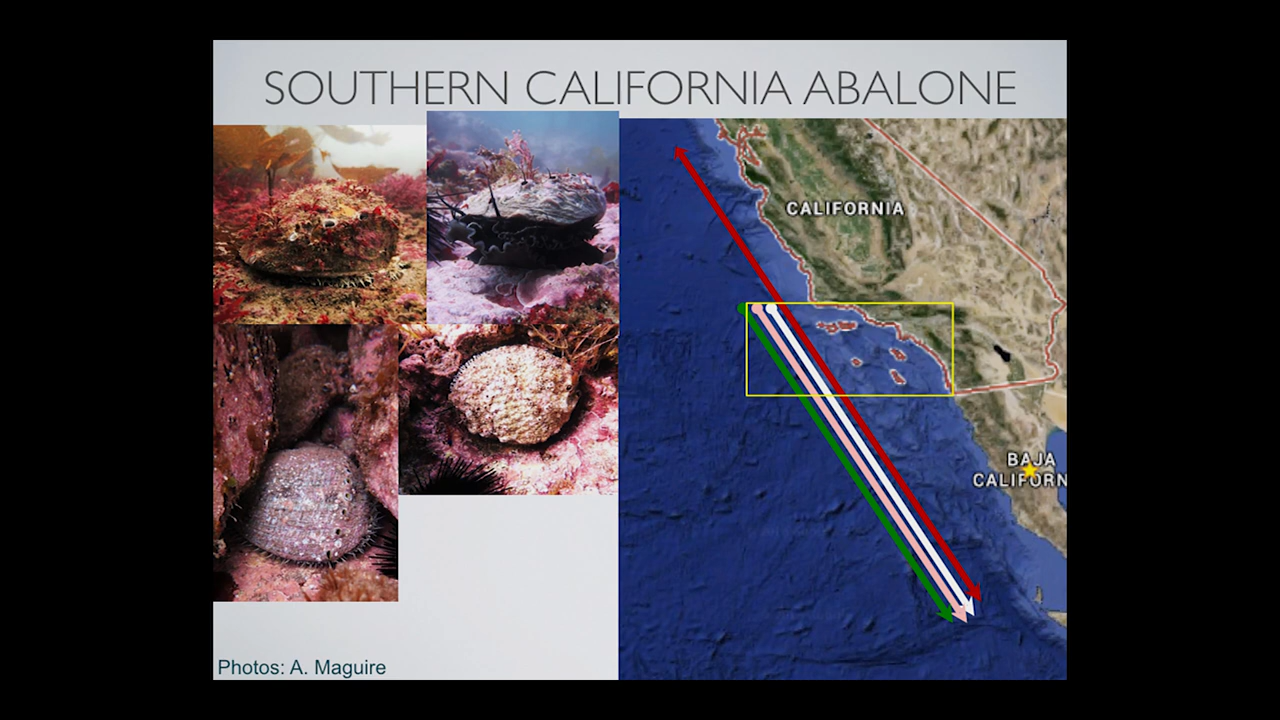 SOUTHERN CALIFORNIA ABALONE
CALIFORNIA
BAJA
CALIFORN
Photos: A. Maguire